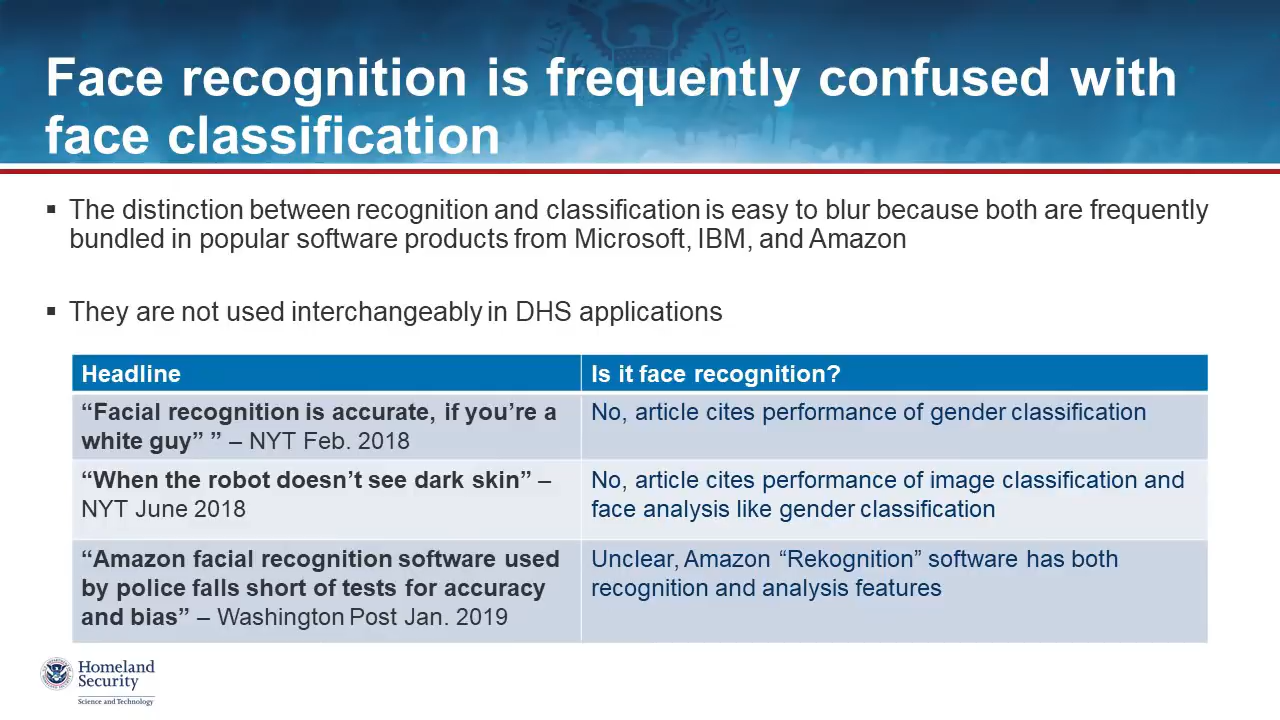 Face recognition is frequently confused with
face classification
▪ The distinction between recognition and classification is easy to blur because both are frequently
bundled in popular software products from Microsoft, IBM, and Amazon
▪ They are not used interchangeably in DHS applications
Headline
Is it face recognition?
“Facial recognition is accurate, if you’re a
white guy” ” – NYT Feb. 2018
No, article cites performance of gender classification
“When the robot doesn’t see dark skin” –
NYT June 2018
No, article cites performance of image classification and
face analysis like gender classification
“Amazon facial recognition software used
by police falls short of tests for accuracy
and bias” – Washington Post Jan. 2019
Unclear, Amazon “Rekognition” software has both
recognition and analysis features
Homeland
Security
Science and Technology